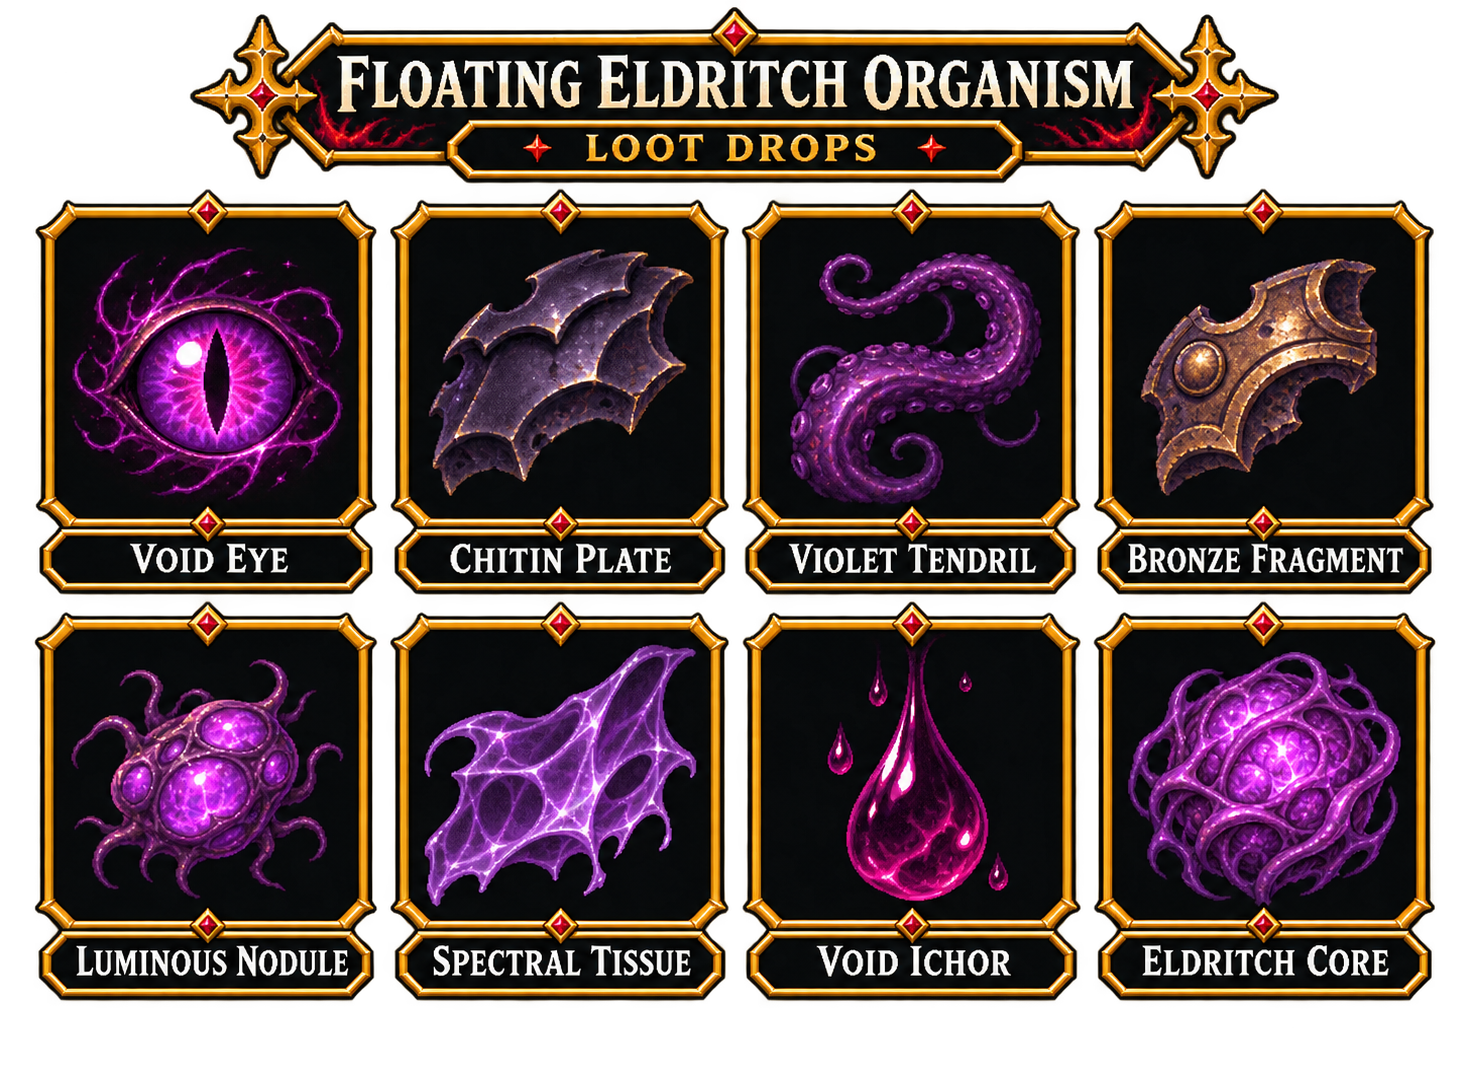 FLOATING ELDRITCH ORGANISM
LOOT DROPS
VOID EYE
CHITIN PLATE
VIOLET TENDRIL
BRONZE FRAGMENT
LUMINOUS NODULE
SPECTRAL TISSUE
VOID ICHOR
ELDRITCH CORE